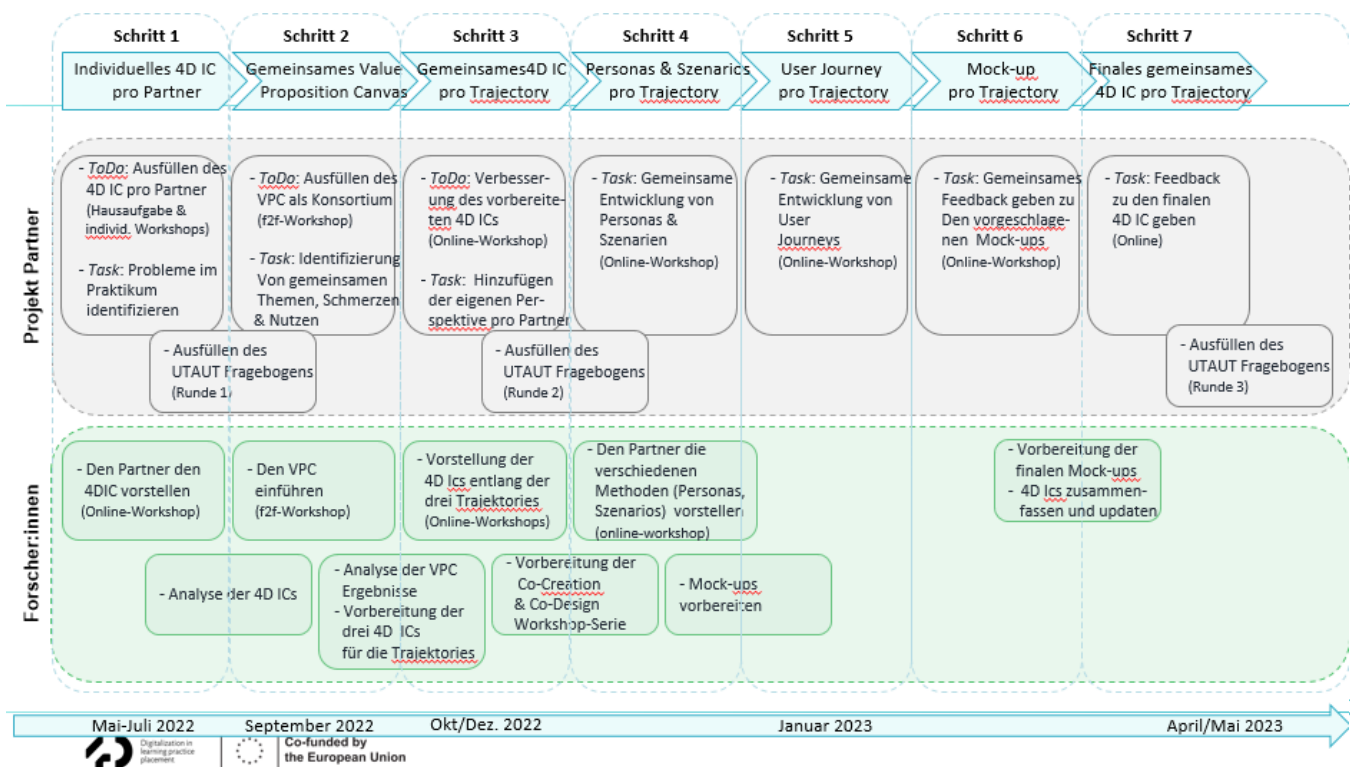 Schritt 1
Schritt 2
Schritt 3
Schritt 4
Schritt 5
Schritt 6
Schritt 7
Individuelles 4D IC
pro Partner
Gemeinsames Value
Proposition Canvas
Gemeinsames4D IC
pro Trajectory
Personas & Szenarios
pro Trajectory
User Journey
pro Trajectory
Mock-up
pro Trajectory
Finales gemeinsames
4D IC pro Trajectory
Projekt Partner
- ToDo: Ausfüllen des
4D IC pro Partner
(Hausaufgabe &
individ. Workshops)
- Task: Probleme im
Praktikum
identifizieren
- ToDo: Ausfüllen des
VPC als Konsortium
(f2f-Workshop)
- Task: Identifizierung
Von gemeinsamen
Themen, Schmerzen
& Nutzen
- ToDo: Verbesser-
ung des vorbereite-
ten 4D ICs
(Online-Workshop)
- Task: Hinzufügen
der eigenen Per-
spektive pro Partner
- Task: Gemeinsame
Entwicklung von
Personas &
Szenarien
(Online-Workshop)
- Task: Gemeinsame
Entwicklung von
User
Journeys
(Online-Workshop)
- Task: Gemeinsames
Feedback geben zu
Den vorgeschlage-
nen Mock-ups
(Online-Workshop)
- Task: Feedback
zu den finalen
4D IC geben
(Online)
- Ausfüllen des
UTAUT Fragebogens
(Runde 1)
- Ausfüllen des
UTAUT Fragebogens
(Runde 2)
- Ausfüllen des
UTAUT Fragebogens
(Runde 3)
Forscher:innen
- Den Partner den
4DIC vorstellen
(Online-Workshop)
- Den VPC
einführen
(f2f-Workshop)
- Vorstellung der
4D Ics entlang der
drei Trajektories
(Online-Workshops)
- Den Partner die
verschiedenen
Methoden (Personas,
Szenarios) vorstellen
(online-workshop)
- Vorbereitung der
finalen Mock-ups
- 4D Ics zusammen-
fassen und updaten
- Analyse der 4D ICs
- Analyse der VPC
Ergebnisse
- Vorbereitung der
drei 4D ICs
für die Trajectories
- Vorbereitung der
Co-Creation
& Co-Design
Workshop-Serie
- Mock-ups
vorbereiten
Mai-Juli 2022
September 2022
Okt/Dez. 2022
Januar 2023
April/Mai 2023
Digitalization in
learning practice
placement
Co-funded by
the European Union